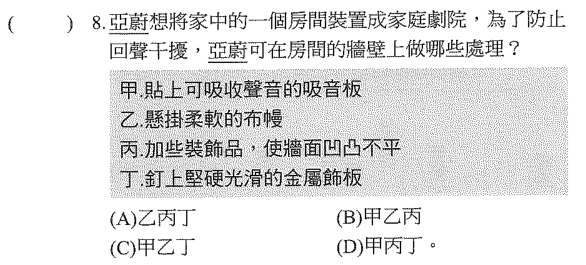 (　　) 8.亞蔚想將家中的一個房間裝置成家庭劇院，為了防止
回聲干擾，亞蔚可在房間的牆壁上做哪些處理？
甲.貼上可吸收聲音的吸音板
乙.懸掛柔軟的布幔
丙.加些裝飾品，使牆面凹凸不平
丁.釘上堅硬光滑的金屬飾板
(A)乙丙丁　(B)甲乙丙
(C)甲乙丁　(D)甲丙丁。